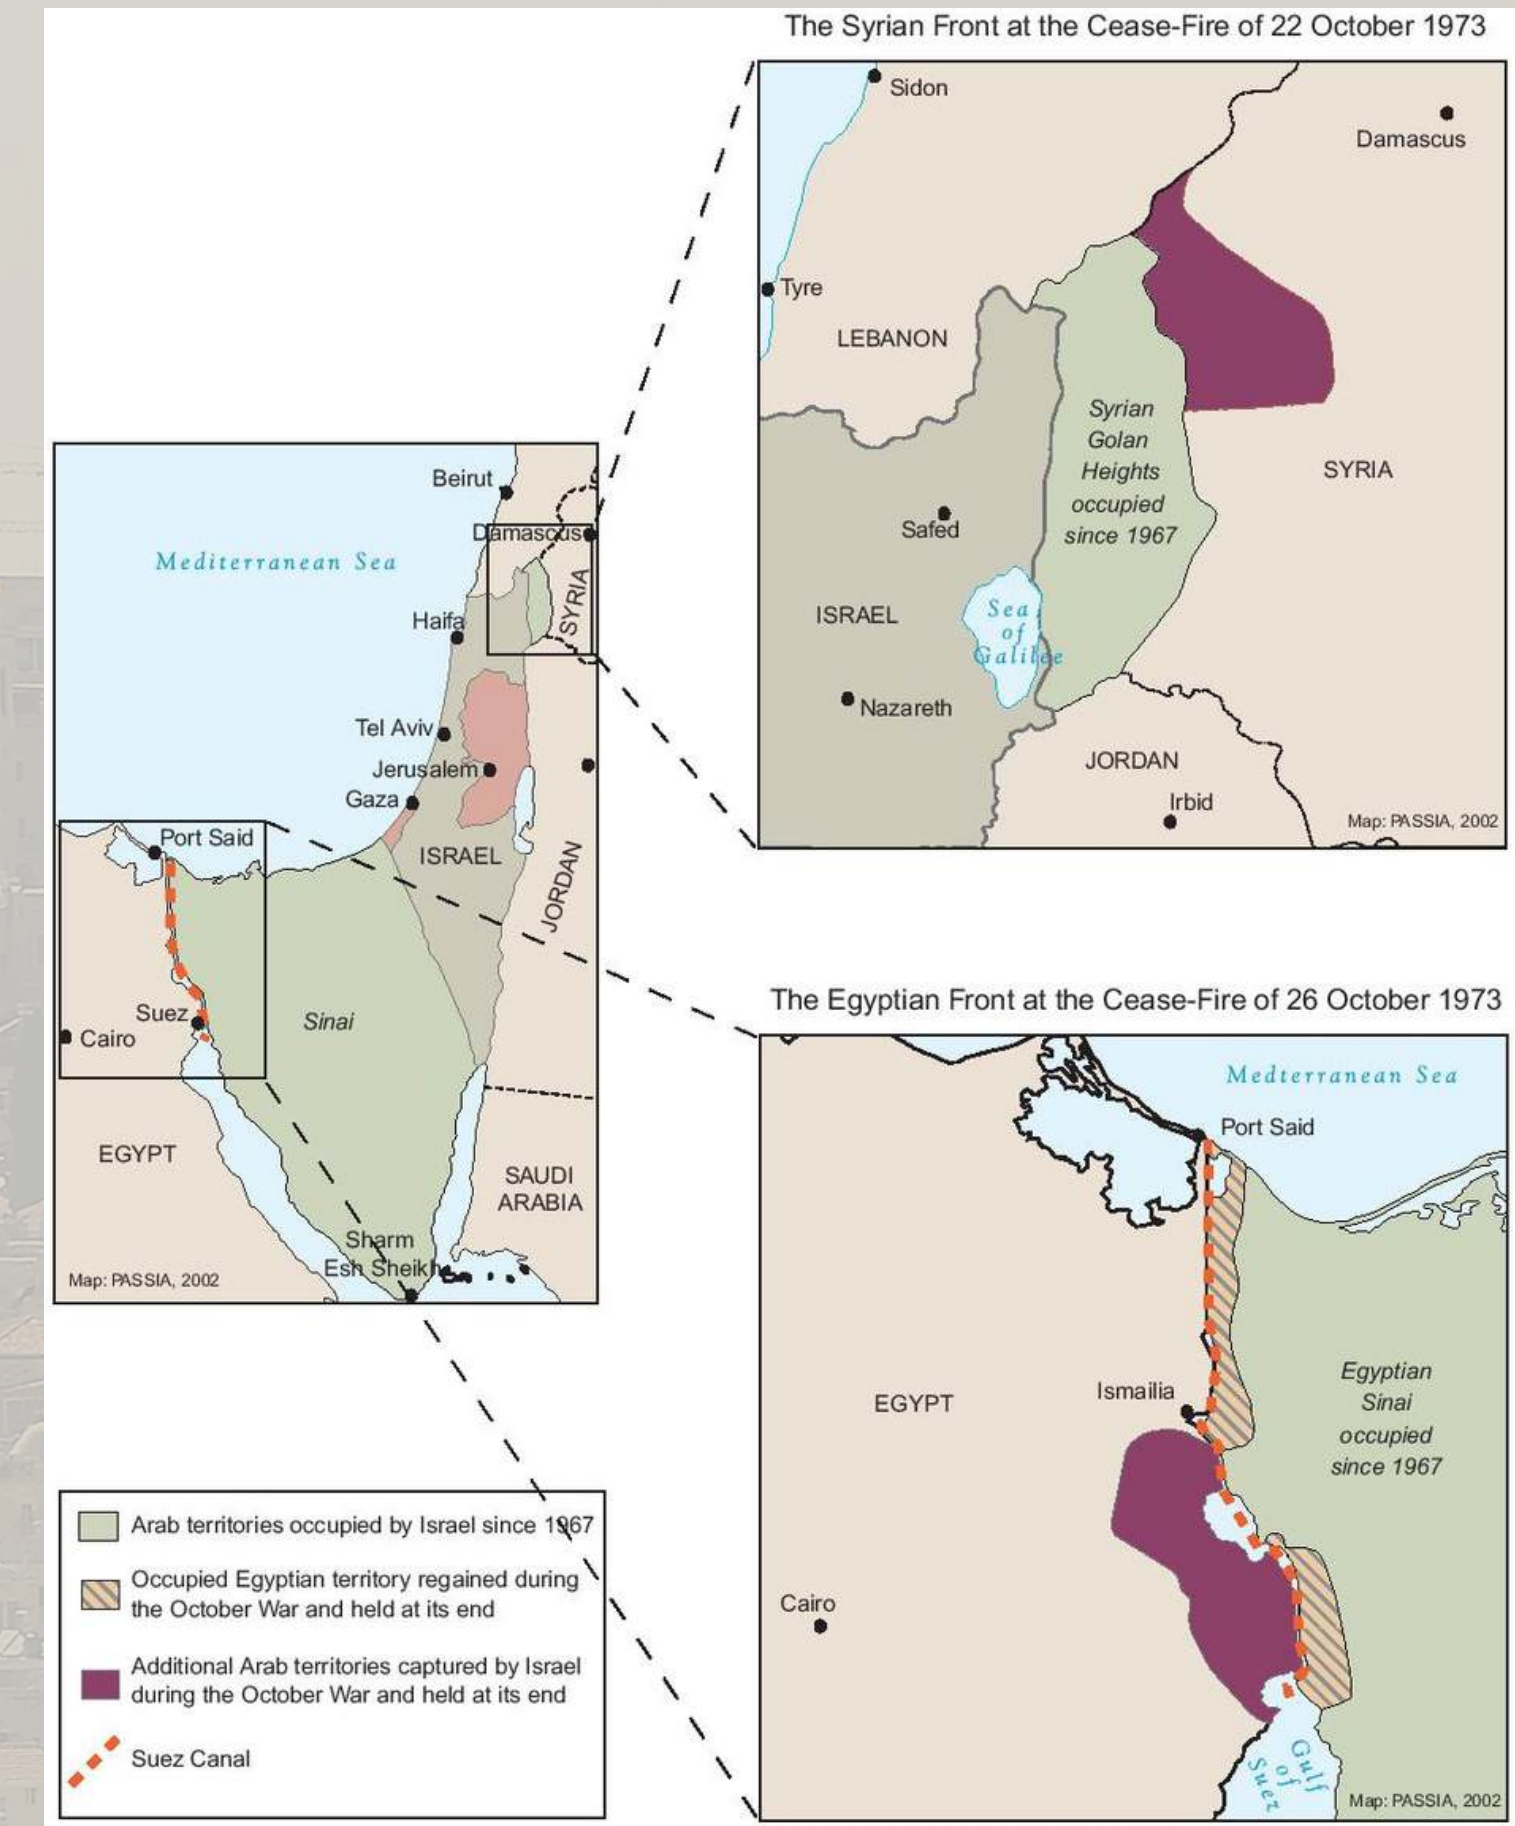 The Syrian Front at the Cease-Fire of 22 October 1973
Sidon
Damascus
Tyre
LEBANON
Syrian
Golan
Heights
occupied
since 1967
SYRIA
Safed
ISRAEL
Sea
of
Galilee
Nazareth
JORDAN
Irbid
Map: PASSIA, 2002
Beirut
Damascus
Mediterranean Sea
SYRIA
Haifa
Tel Aviv
Jerusalem
Gaza
Port Said
ISRAEL
JORDAN
Suez
Sinai
Cairo
EGYPT
SAUDI
ARABIA
Sharm
Esh Sheikh
Map: PASSIA, 2002
The Egyptian Front at the Cease-Fire of 26 October 1973
Medterranean Sea
Port Said
Ismailia
EGYPT
Egyptian
Sinai
occupied
since 1967
Cairo
Gulf
of
Suez
Map: PASSIA, 2002
Arab territories occupied by Israel since 1967
Occupied Egyptian territory regained during
the October War and held at its end
Additional Arab territories captured by Israel
during the October War and held at its end
Suez Canal